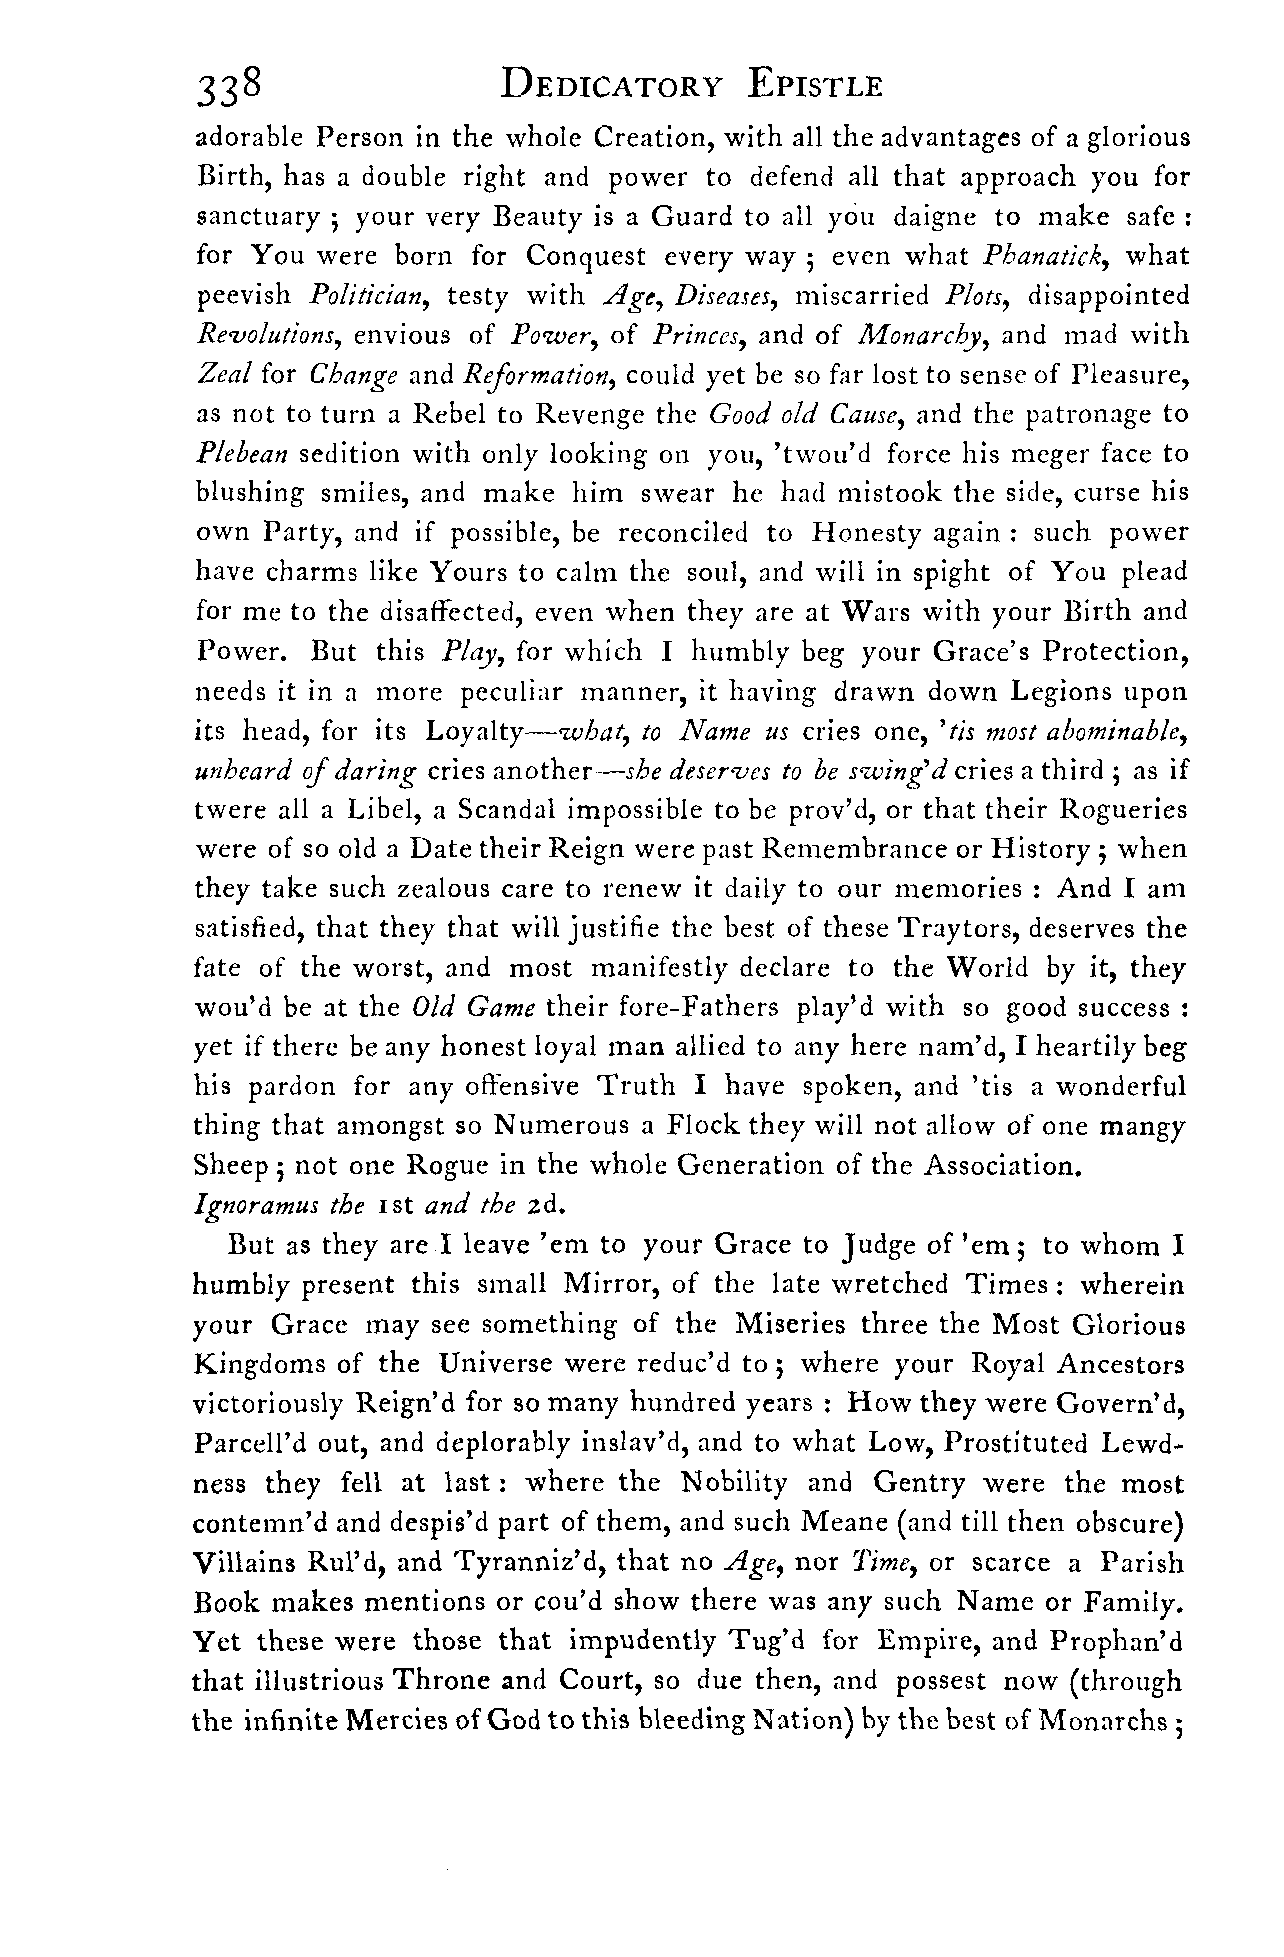 338 DEDICATORY EPISTLE
adorable Person in the whole Creation, with all the advantages of a glorious
Birth, has a double right and power to defend all that approach you for
sanctuary ; your very Beauty is a Guard to all you daigne to make safe :
for You were born for Conquest every way ; even what Phanatick, what
peevish Politician, testy with Age, Diseases, miscarried Plots, disappointed
Revolutions, envious of Power, of Princes, and of Monarchy, and mad with
Zeal for Change and Reformation, could yet be so far lost to sense of Pleasure,
as not to turn a Rebel to Revenge the Good old Cause, and the patronage to
Plebean sedition with only looking on you, 'twou'd force his meger face to
blushing smiles, and make him swear he had mistook the side, curse his
own Party, and if possible, be reconciled to Honesty again : such power
have charms like Yours to calm the soul, and will in spight of You plead
for me to the disaffected, even when they are at Wars with your Birth and
Power. But this Play, for which I humbly beg your Grace's Protection,
needs it in a more peculiar manner, it having drawn down Legions upon
its head, for its Loyalty—what, to Name us cries one, 'tis most abominable,
unheard of daring cries another—she deserves to be swing'd cries a third ; as if
twere all a Libel, a Scandal impossible to be prov'd, or that their Rogueries
were of so old a Date their Reign were past Remembrance or History ; when
they take such zealous care to renew it daily to our memories : And I am
satisfied, that they that will justifie the best of these Traytors, deserves the
fate of the worst, and most manifestly declare to the World by it, they
wou'd be at the Old Game their fore-Fathers play'd with so good success :
yet if there be any honest loyal man allied to any here nam'd, I heartily beg
his pardon for any offensive Truth I have spoken, and 'tis a wonderful
thing that amongst so Numerous a Flock they will not allow of one mangy
Sheep ; not one Rogue in the whole Generation of the Association.
Ignoramus the 1st and the 2d.
But as they are I leave 'em to your Grace to Judge of 'em ; to whom I
humbly present this small Mirror, of the late wretched Times : wherein
your Grace may see something of the Miseries three the Most Glorious
Kingdoms of the Universe were reduc'd to ; where your Royal Ancestors
victoriously Reign'd for so many hundred years : How they were Govern'd,
Parcell'd out, and deplorably inslav'd, and to what Low, Prostituted Lewd-
ness they fell at last : where the Nobility and Gentry were the most
contemn'd and despis'd part of them, and such Meane (and till then obscure)
Villains Rul'd, and Tyranniz'd, that no Age, nor Time, or scarce a Parish
Book makes mentions or cou'd show there was any such Name or Family.
Yet these were those that impudently Tug'd for Empire, and Prophan'd
that illustrious Throne and Court, so due then, and possest now (through
the infinite Mercies of God to this bleeding Nation) by the best of Monarchs ;